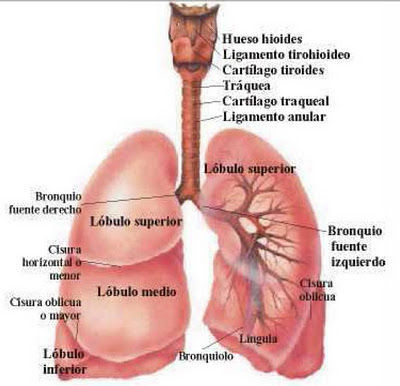 Hueso hioides
Ligamento tirohioideo
Cartílago tiroides
Tráquea
Cartílago traqueal
Ligamento anular
Lóbulo superior
Bronquio
fuente derecho
Lóbulo superior
Bronquio
fuente
izquierdo
Cisura
horizontal o
menor
Lóbulo medio
Cisura oblicua
o mayor
Cisura
oblicua
Lóbulo
inferior
Língula
Bronquiolo